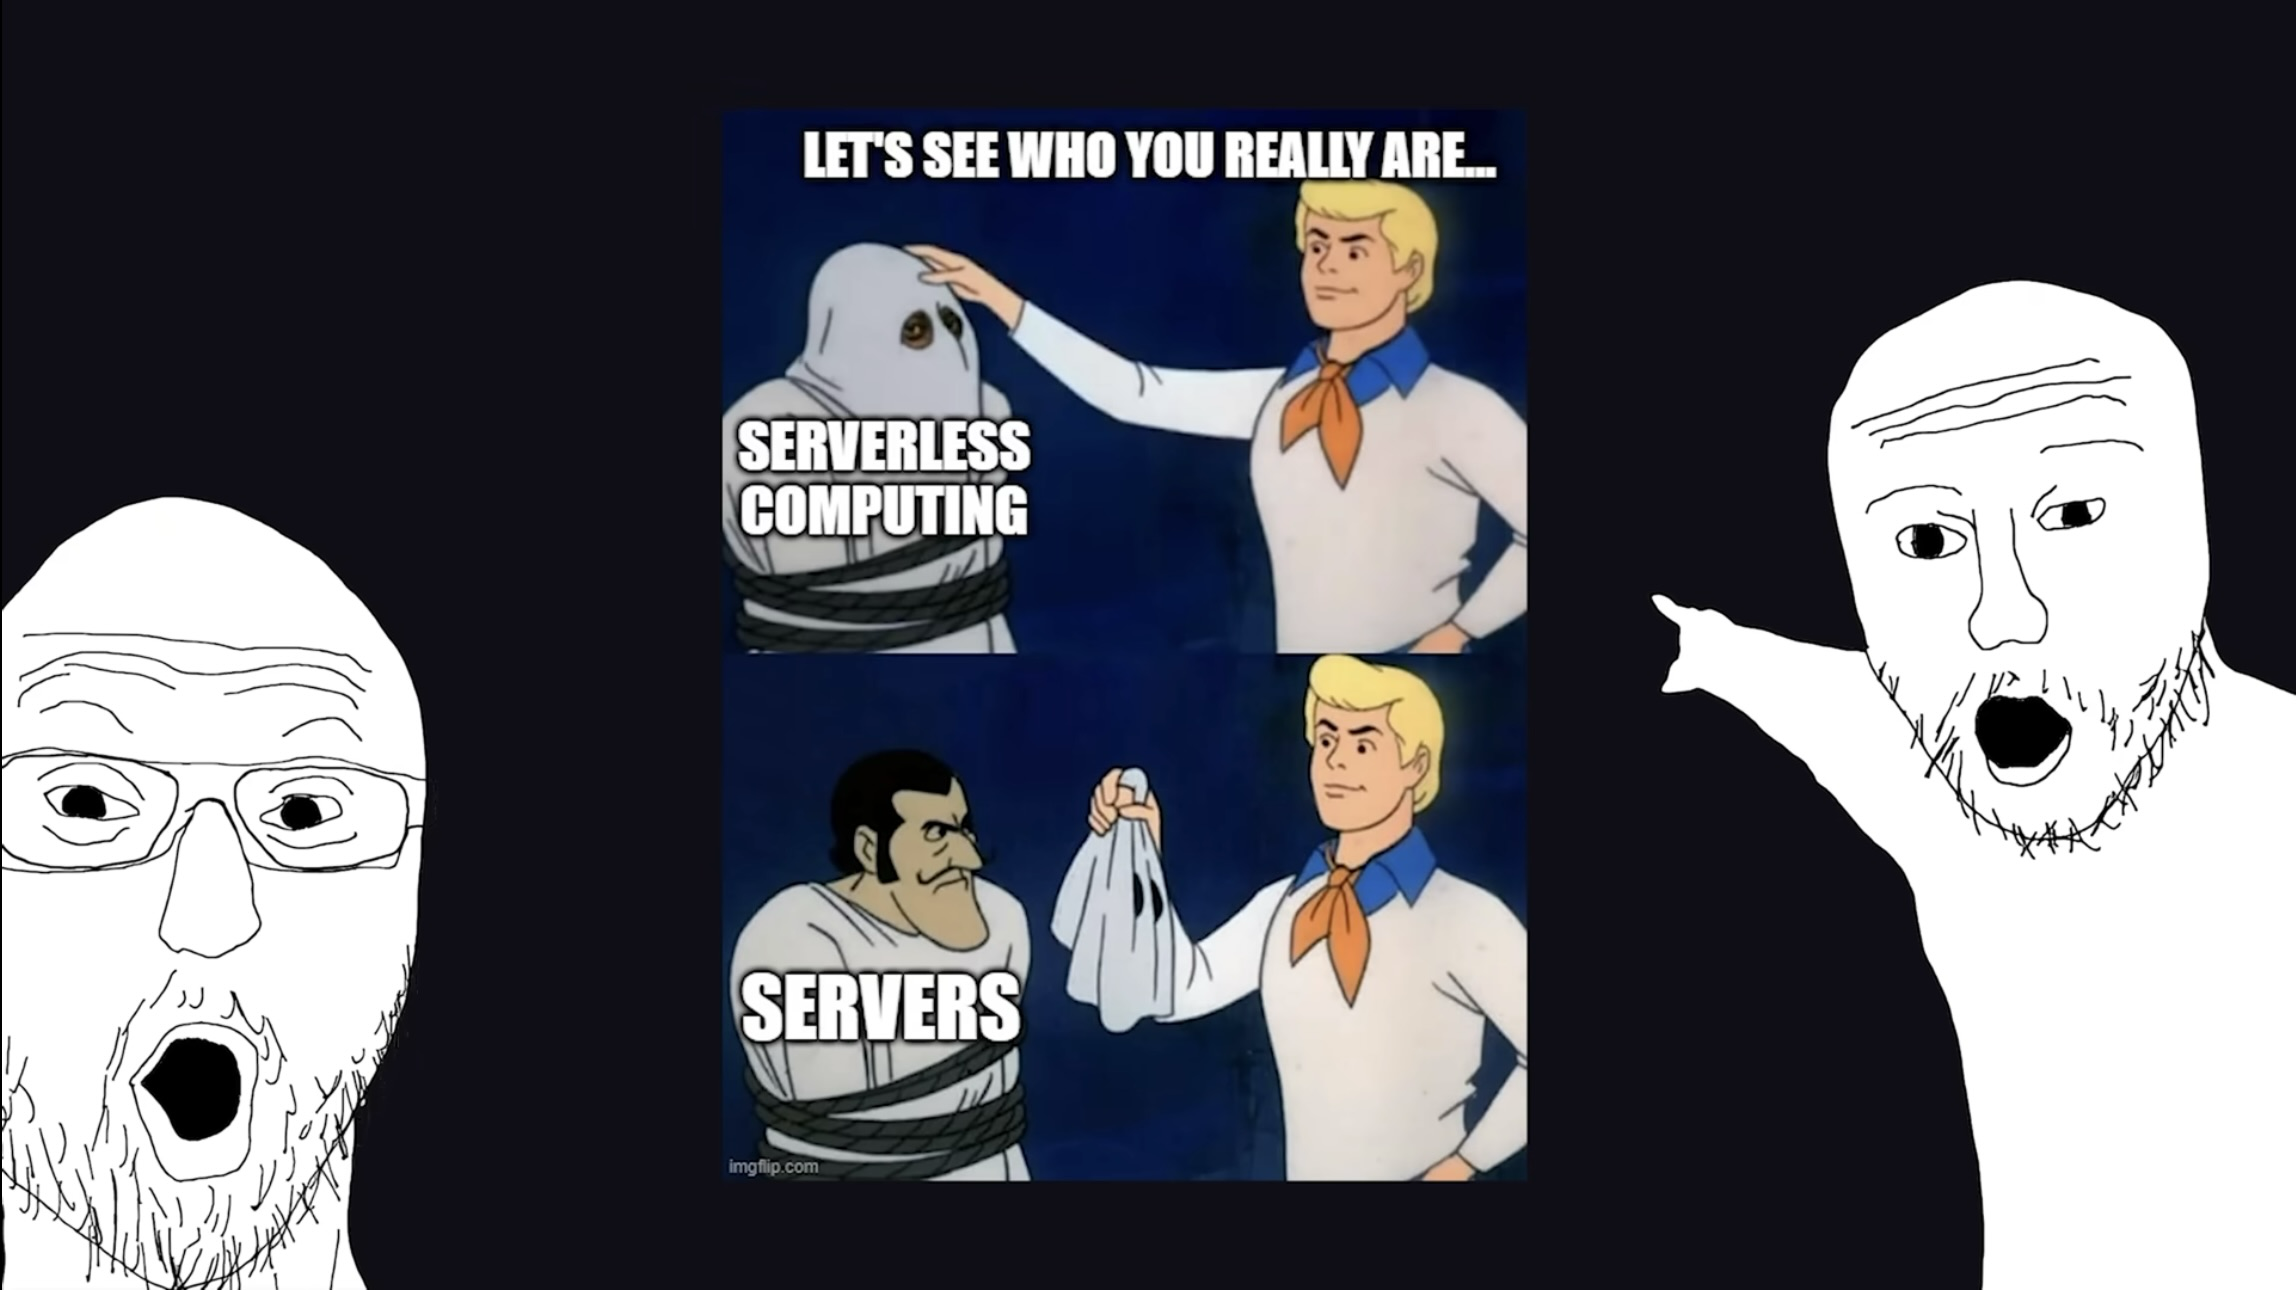 LET'S SEE WHO YOU REALLY ARE...
SERVERLESS
COMPUTING
SERVERS
imgflip.com